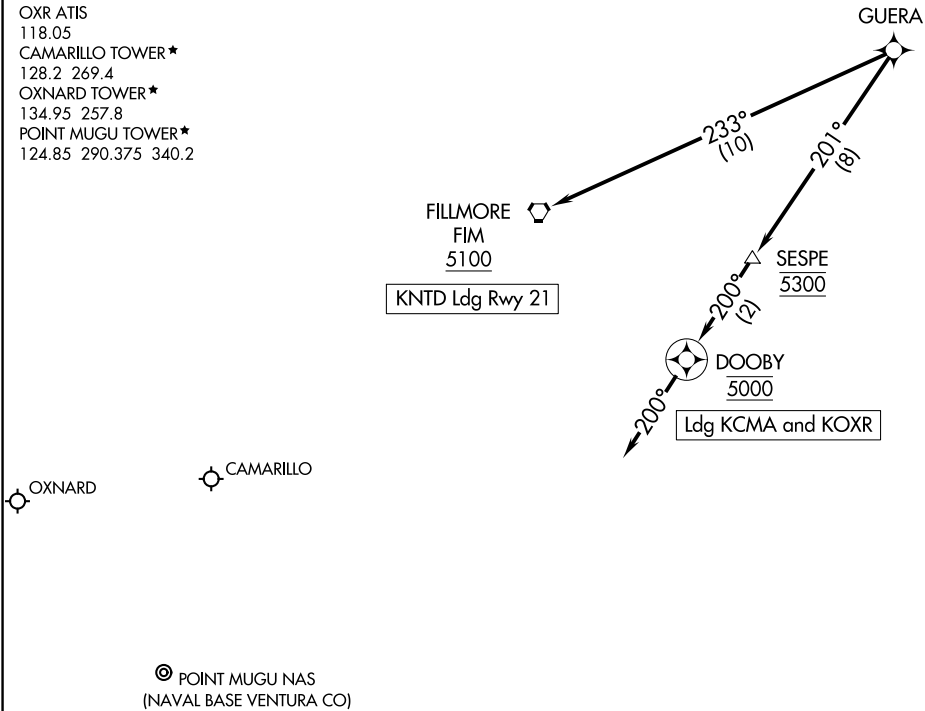 OXR ATIS
118.05
CAMARILLO TOWER★
128.2 269.4
OXNARD TOWER★
134.95 257.8
POINT MUGU TOWER★
124.85 290.375 340.2
GUERA
233°
(10)
201°
(8)
FILLMORE
FIM
5100
KNTD Ldg Rwy 21
SESPE
5300
200°
(2)
DOOBY
5000
200°
Ldg KCMA and KOXR
CAMARILLO
OXNARD
POINT MUGU NAS
(NAVAL BASE VENTURA CO)